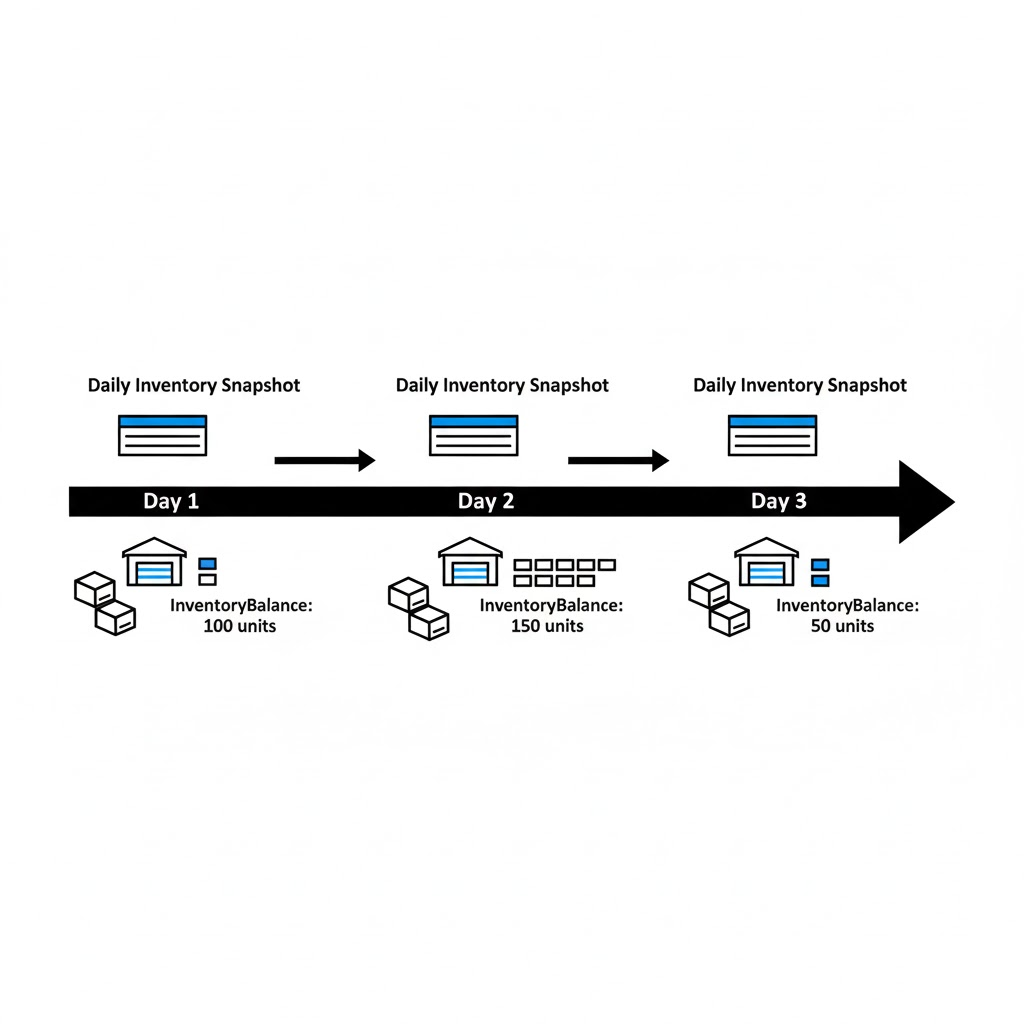 Daily Inventory Snapshot
Daily Inventory Snapshot
Daily Inventory Snapshot
Day 1
Day 2
Day 3
InventoryBalance:
100 units
InventoryBalance:
150 units
InventoryBalance:
50 units